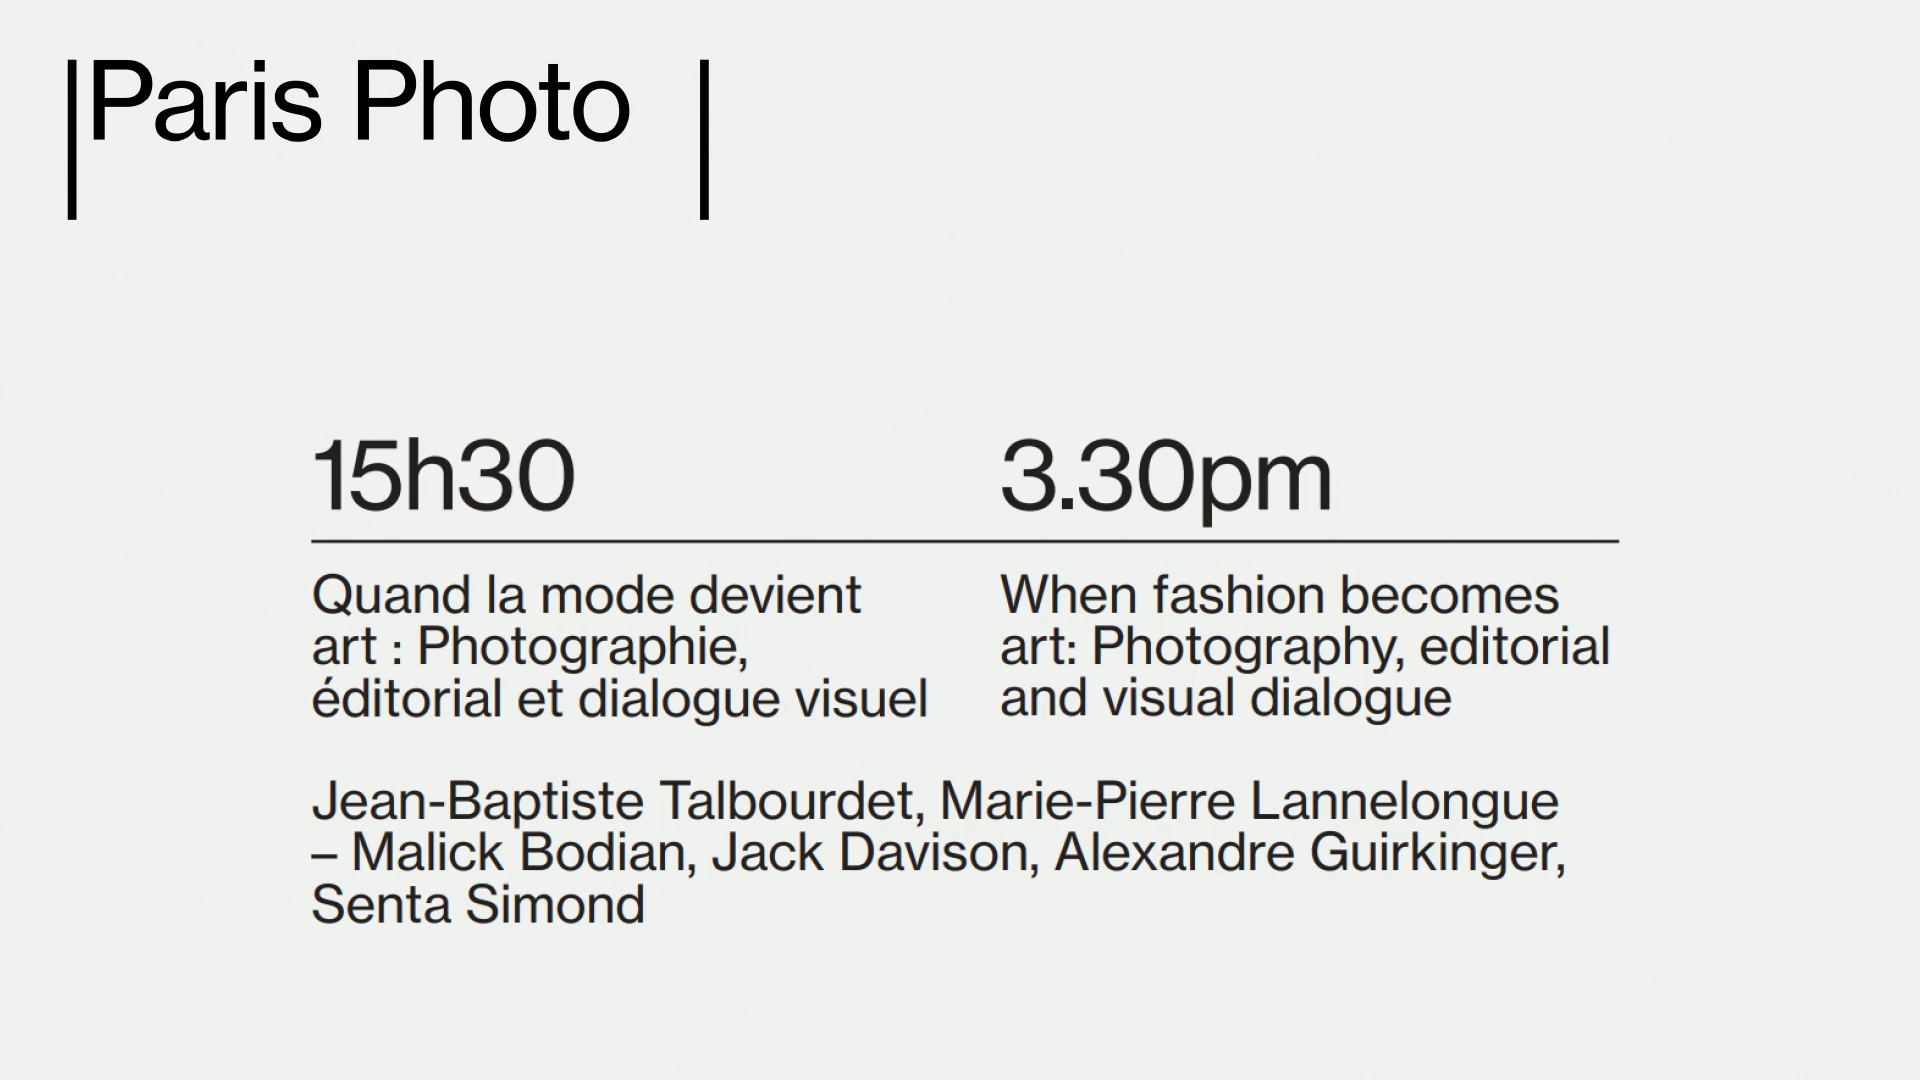 Paris Photo
15h30
3.30pm
Quand la mode devient
art : Photographie,
éditorial et dialogue visuel
When fashion becomes
art: Photography, editorial
and visual dialogue
Jean-Baptiste Talbourdet, Marie-Pierre Lannelongue
– Malick Bodian, Jack Davison, Alexandre Guirkinger,
Senta Simond